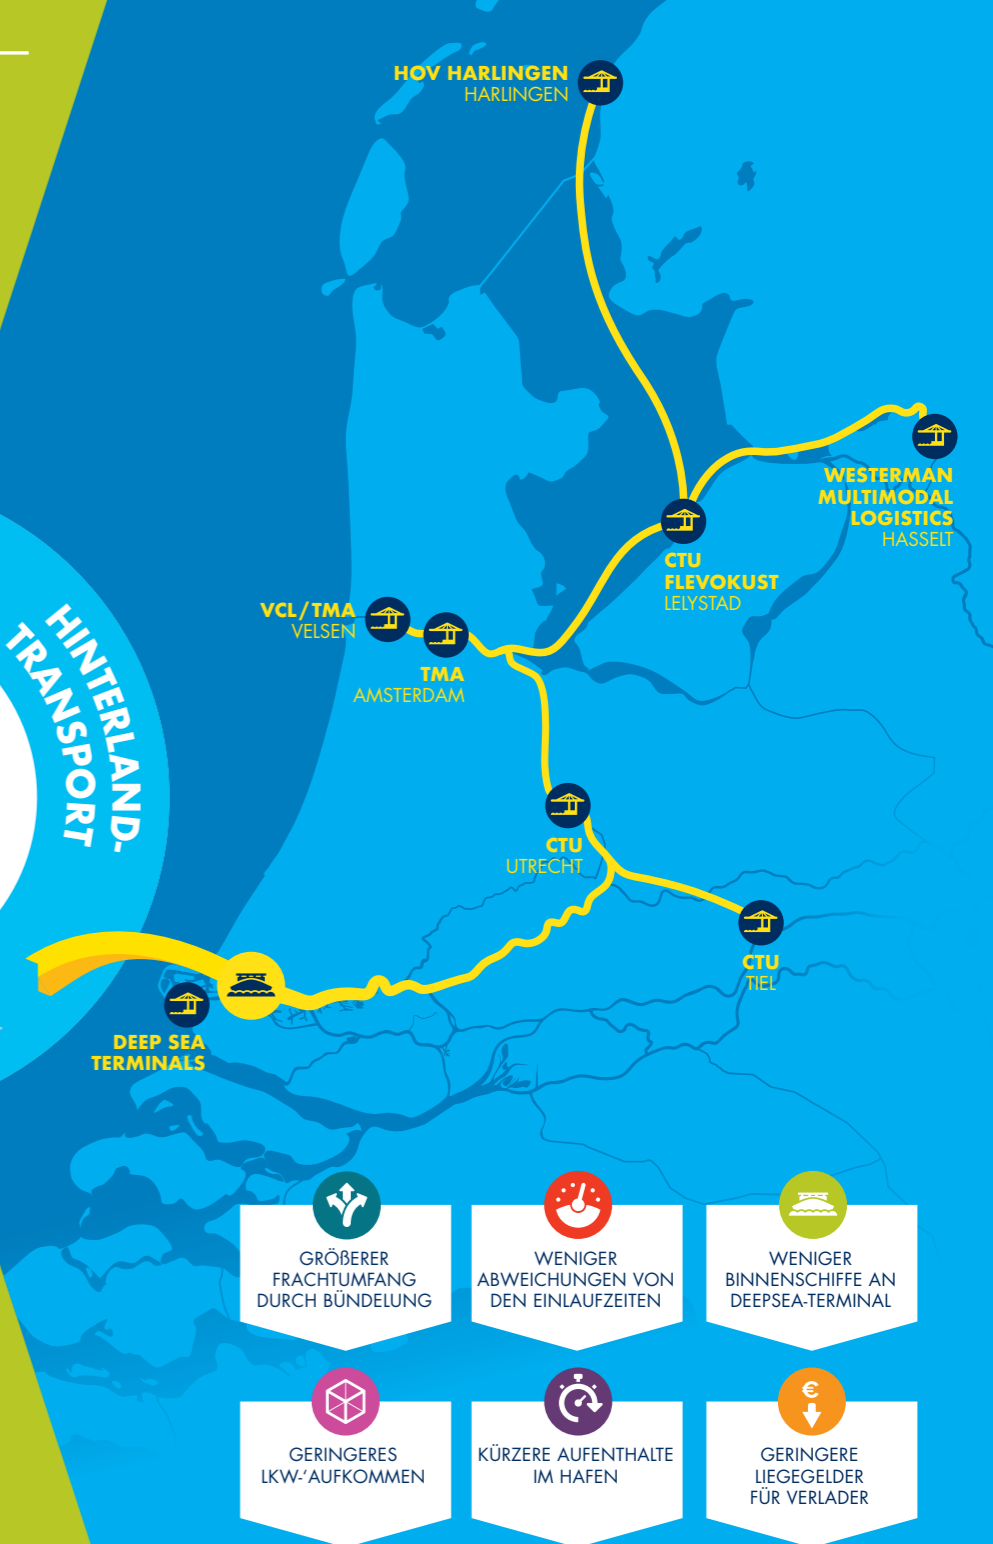 HOV HARLINGEN
HARLINGEN
WESTERMAN
MULTIMODAL
LOGISTICS
HASSELT
CTU
FLEVOKUST
LELYSTAD
VCL/TMA
VELSEN
TMA
AMSTERDAM
HINTERLAND-
TRANSPORT
CTU
UTRECHT
CTU
TIEL
DEEP SEA
TERMINALS
GRÖßERER
FRACHTUMFANG
DURCH BÜNDELUNG
WENIGER
ABWEICHUNGEN VON
DEN EINLAUFZEITEN
WENIGER
BINNENSCHIFFE AN
DEEPSEA-TERMINAL
GERINGERES
LKW-‘AUFKOMMEN
KÜRZERE AUFENTHALTE
IM HAFEN
€
GERINGERE
LIEGEGELDER
FÜR VERLADER